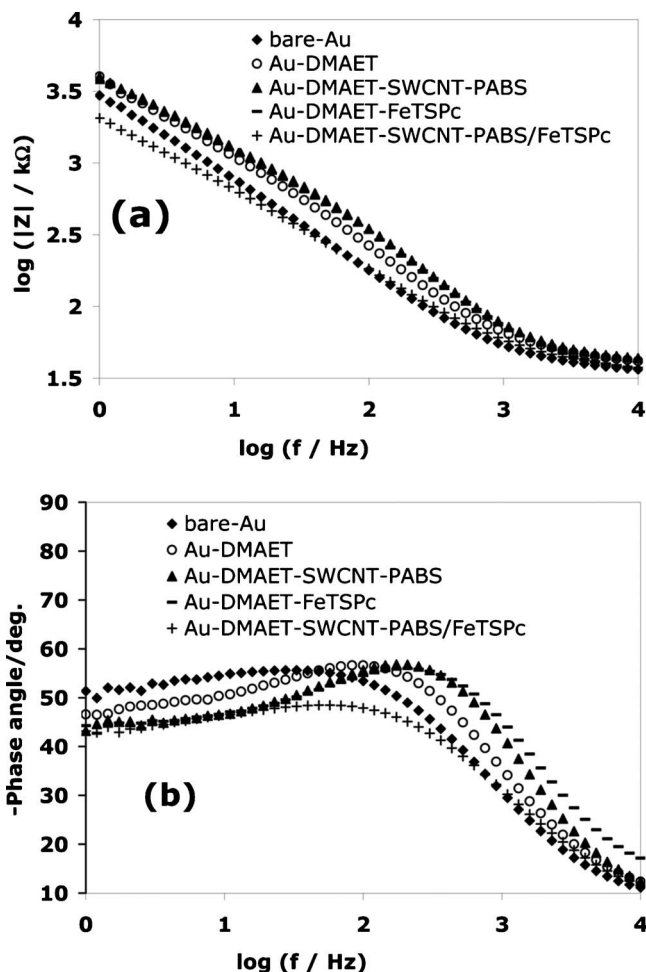 4
3.5
3
2.5
2
1.5
log (|Z| / kΩ)
bare-Au
Au-DMAET
Au-DMAET-SWCNT-PABS
Au-DMAET-FeTSPc
Au-DMAET-SWCNT-PABS/FeTSPc
(a)
0 1 2 3 4
log (f / Hz)
90
80
70
60
50
40
30
20
10
-Phase angle/deg.
bare-Au
Au-DMAET
Au-DMAET-SWCNT-PABS
Au-DMAET-FeTSPc
Au-DMAET-SWCNT-PABS/FeTSPc
(b)
0 1 2 3 4
log (f / Hz)